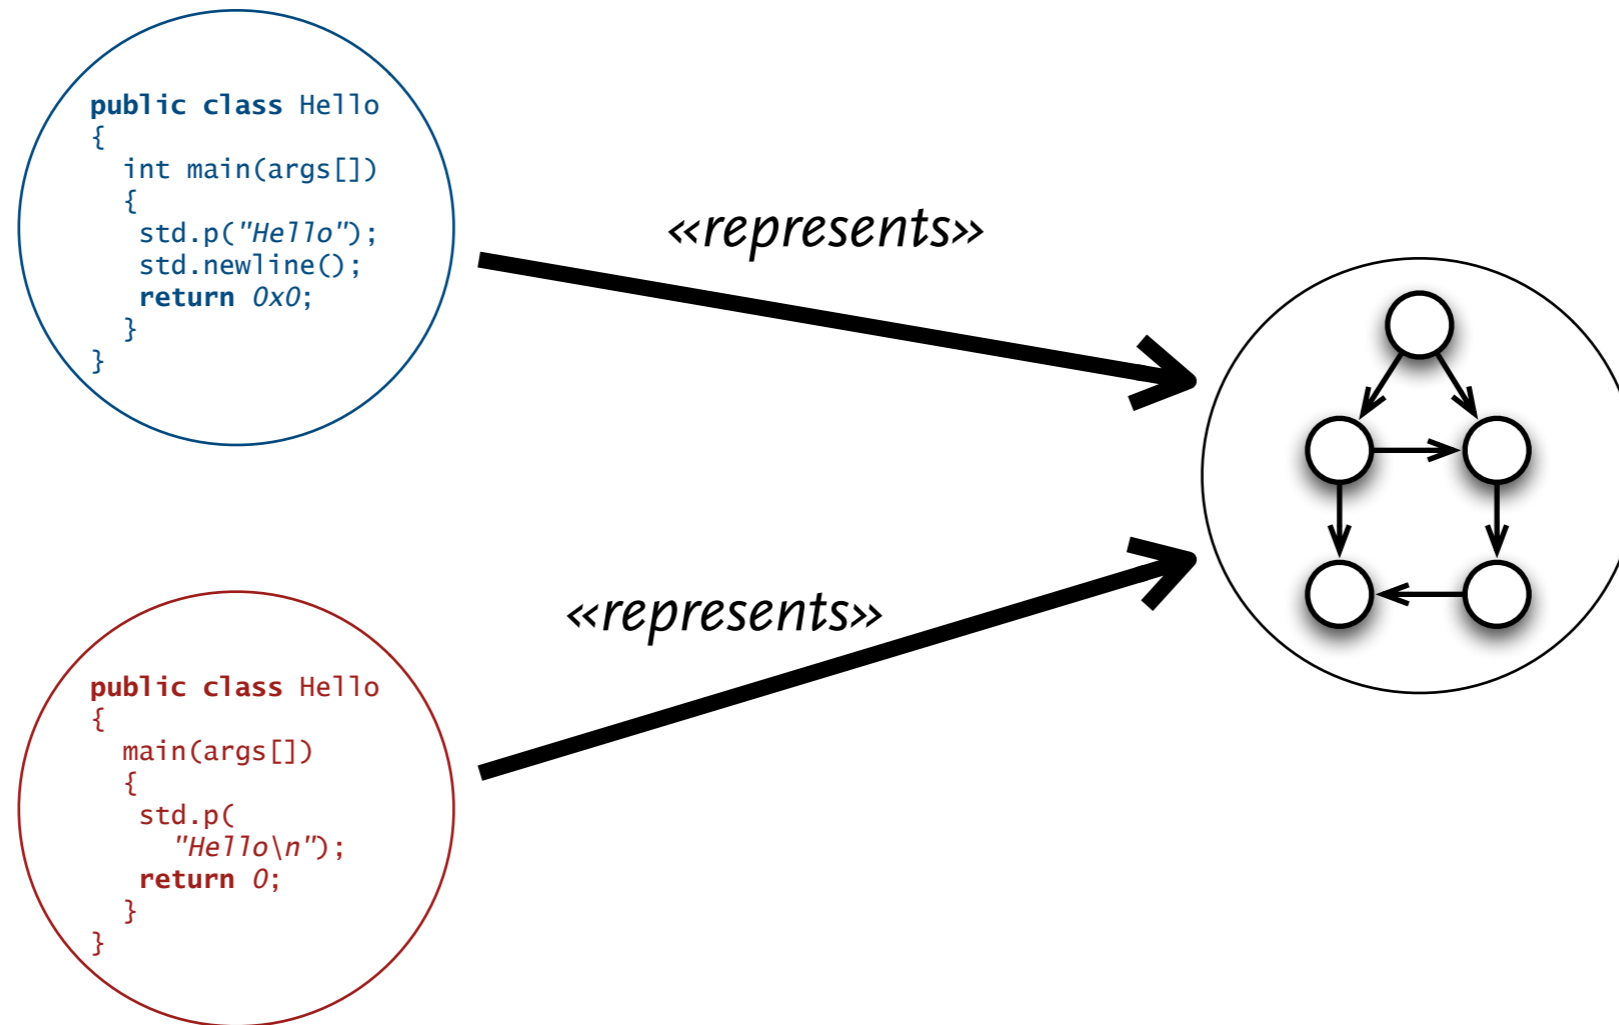 public class Hello
{
  int main(args[])
  {
   std.p("Hello");
   std.newline();
   return 0x0;
  }
}
«represents»
«represents»
public class Hello
{
  main(args[])
  {
   std.p(
     "Hello\n");
   return 0;
  }
}